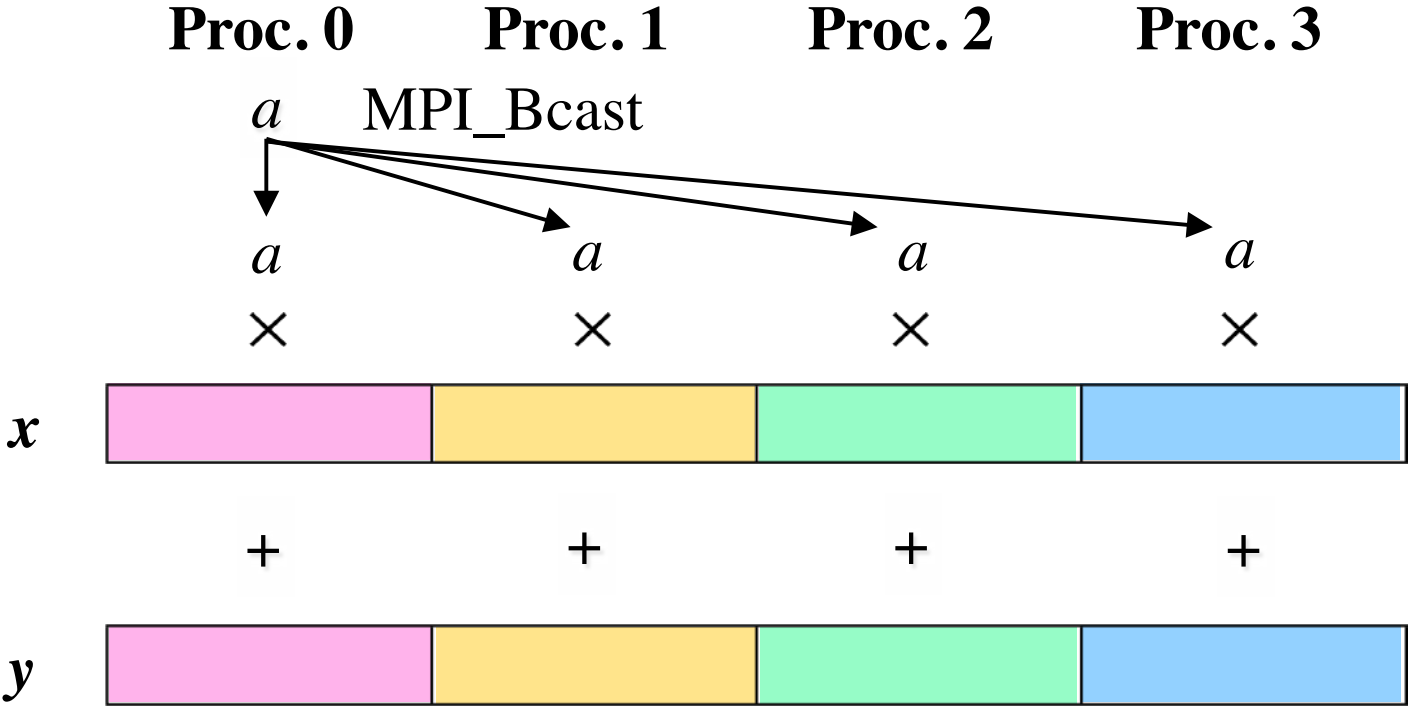 Proc. 0 Proc. 1 Proc. 2 Proc. 3
a MPI_Bcast
a a a a
× × × ×
x
+ + + +
y